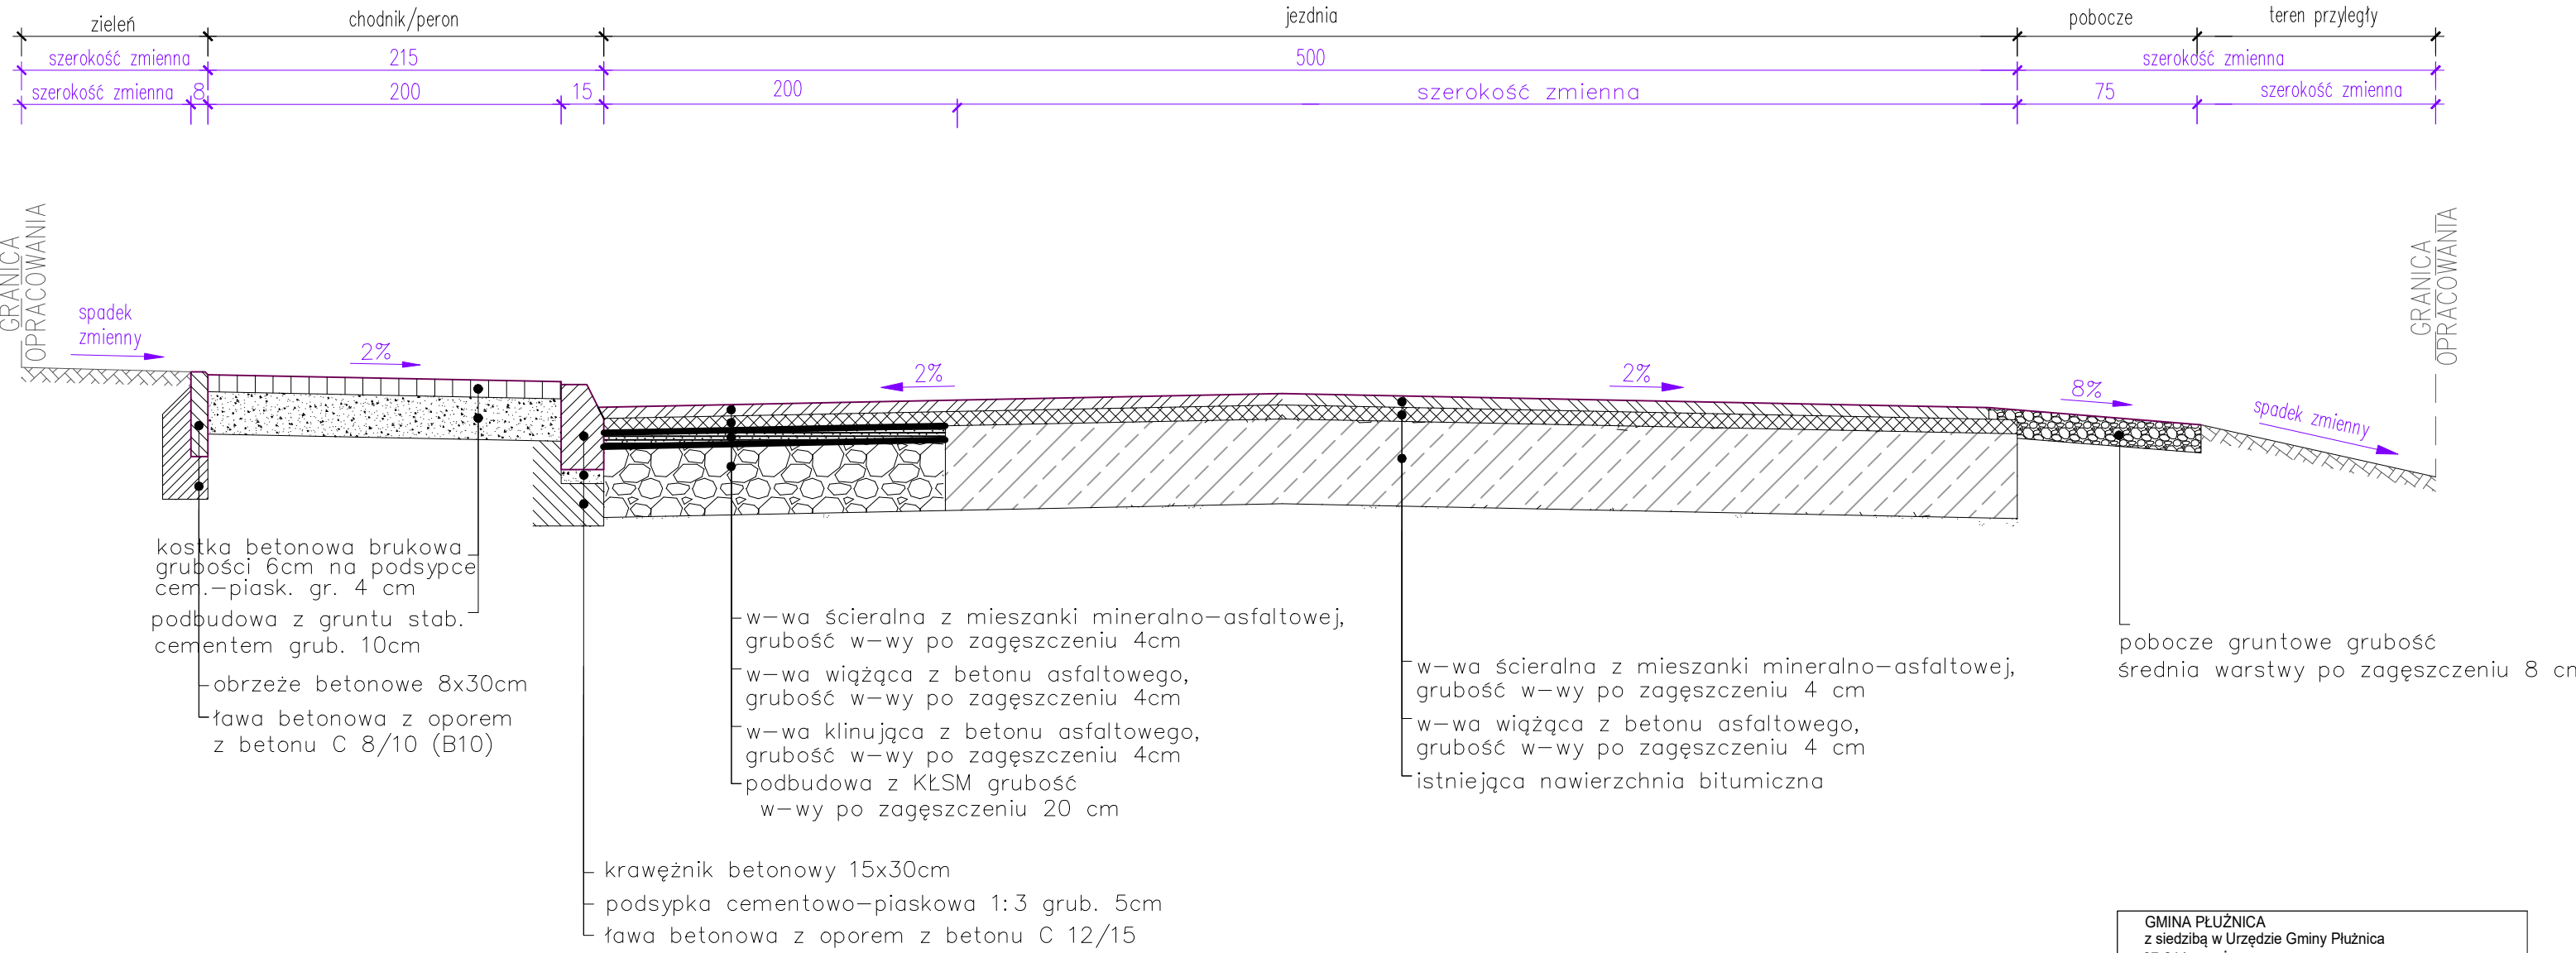 zieleń
chodnik/peron
jezdnia
pobocze
teren przyległy
szerokość zmienna
215
500
szerokość zmienna
szerokość zmienna
8
200
15
200
szerokość zmienna
75
szerokość zmienna
GRANICA
OPRACOWANIA
GRANICA
OPRACOWANIA
spadek
zmienny
2%
2%
2%
8%
spadek zmienny
kostka betonowa brukowa
grubości 6cm na podsypce
cem.-piask. gr. 4 cm
podbudowa z gruntu stab.
cementem grub. 10cm
obrzeże betonowe 8x30cm
ława betonowa z oporem
z betonu C 8/10 (B10)
w-wa ścieralna z mieszanki mineralno-asfaltowej,
grubość w-wy po zagęszczeniu 4cm
w-wa wiążąca z betonu asfaltowego,
grubość w-wy po zagęszczeniu 4cm
w-wa klinująca z betonu asfaltowego,
grubość w-wy po zagęszczeniu 4cm
podbudowa z KŁSM grubość
w-wy po zagęszczeniu 20 cm
krawężnik betonowy 15x30cm
podsypka cementowo-piaskowa 1:3 grub. 5cm
ława betonowa z oporem z betonu C 12/15
w-wa ścieralna z mieszanki mineralno-asfaltowej,
grubość w-wy po zagęszczeniu 4 cm
w-wa wiążąca z betonu asfaltowego,
grubość w-wy po zagęszczeniu 4 cm
istniejąca nawierzchnia bitumiczna
pobocze gruntowe grubość
średnia warstwy po zagęszczeniu 8 cm
GMINA PŁUŻNICA
z siedzibą w Urzędzie Gminy Płużnica